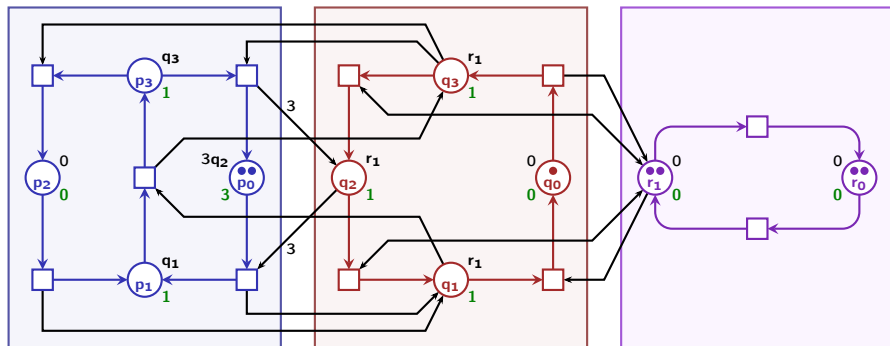 q₃ r₁
p₃ q₃
1 1
3
0 3q₂ r₁ 0 0 0
p₂ p₀ q₂ q₀ r₁ r₀
0 3 1 0 0 0
3
q₁ r₁
p₁ q₁
1 1